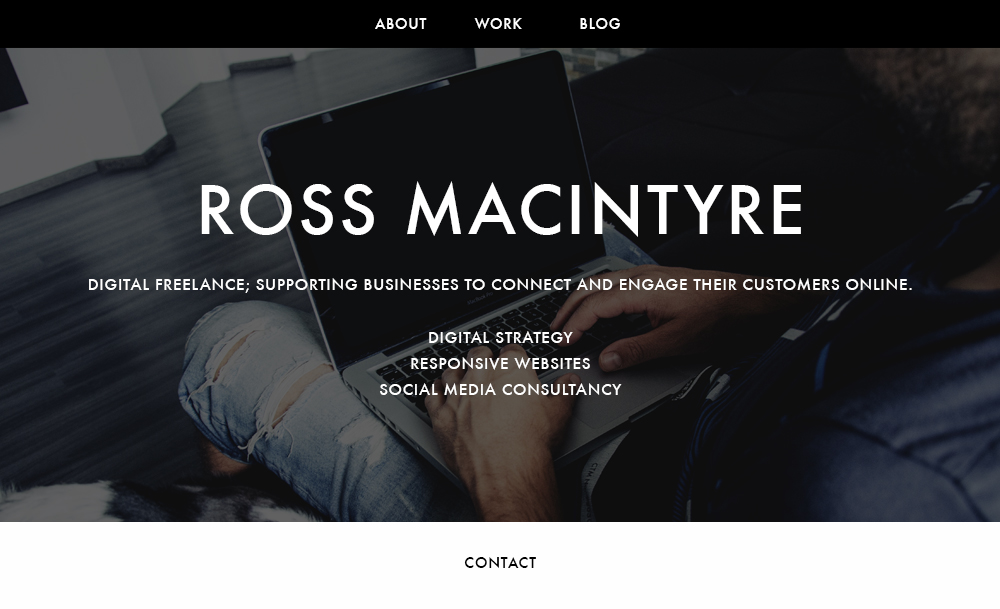 ABOUT WORK BLOG
ROSS MACINTYRE
DIGITAL FREELANCE; SUPPORTING BUSINESSES TO CONNECT AND ENGAGE THEIR CUSTOMERS ONLINE.
DIGITAL STRATEGY
RESPONSIVE WEBSITES
SOCIAL MEDIA CONSULTANCY
CONTACT